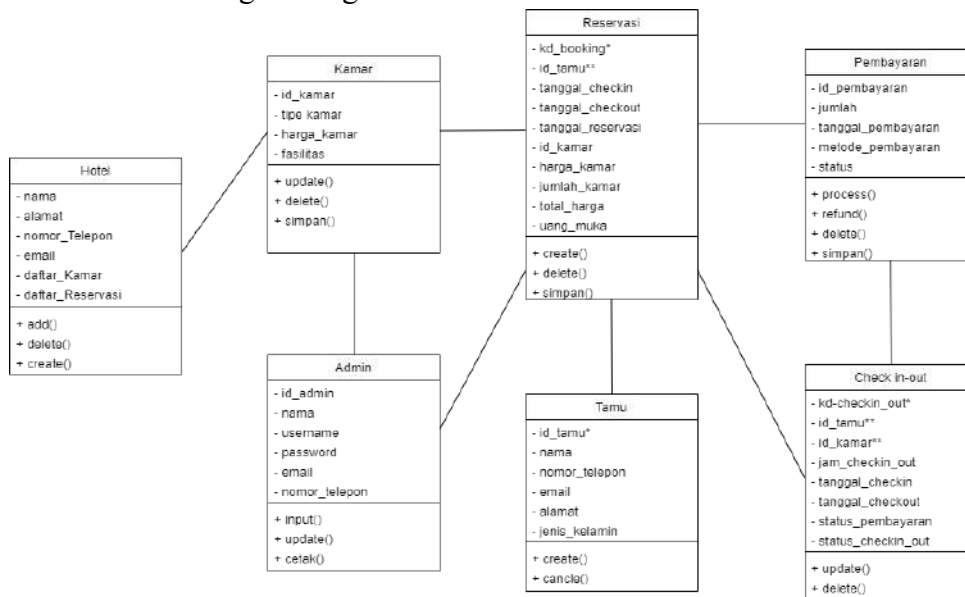 Reservasi
- kd_booking*
- id_tamu**
- tanggal_checkin
- tanggal_checkout
- tanggal_reservasi
- id_kamar
- harga_kamar
- jumlah_kamar
- total_harga
- uang_muka
+ create()
+ delete()
+ simpan()
Kamar
- id_kamar
- tipe kamar
- harga_kamar
- fasilitas
+ update()
+ delete()
+ simpan()
Pembayaran
- id_pembayaran
- jumlah
- tanggal_pembayaran
- metode_pembayaran
- status
+ process()
+ refund()
+ delete()
+ simpan()
Hotel
- nama
- alamat
- nomor_Telepon
- email
- daftar_Kamar
- daftar_Reservasi
+ add()
+ delete()
+ create()
Admin
- id_admin
- nama
- username
- password
- email
- nomor_telepon
+ input()
+ update()
+ cetak()
Tamu
- id_tamu*
- nama
- nomor_telepon
- email
- alamat
- jenis_kelamin
+ create()
+ cancle()
Check in-out
- kd-checkin_out*
- id_tamu**
- id_kamar**
- jam_checkin_out
- tanggal_checkin
- tanggal_checkout
- status_pembayaran
- status_checkin_out
+ update()
+ delete()